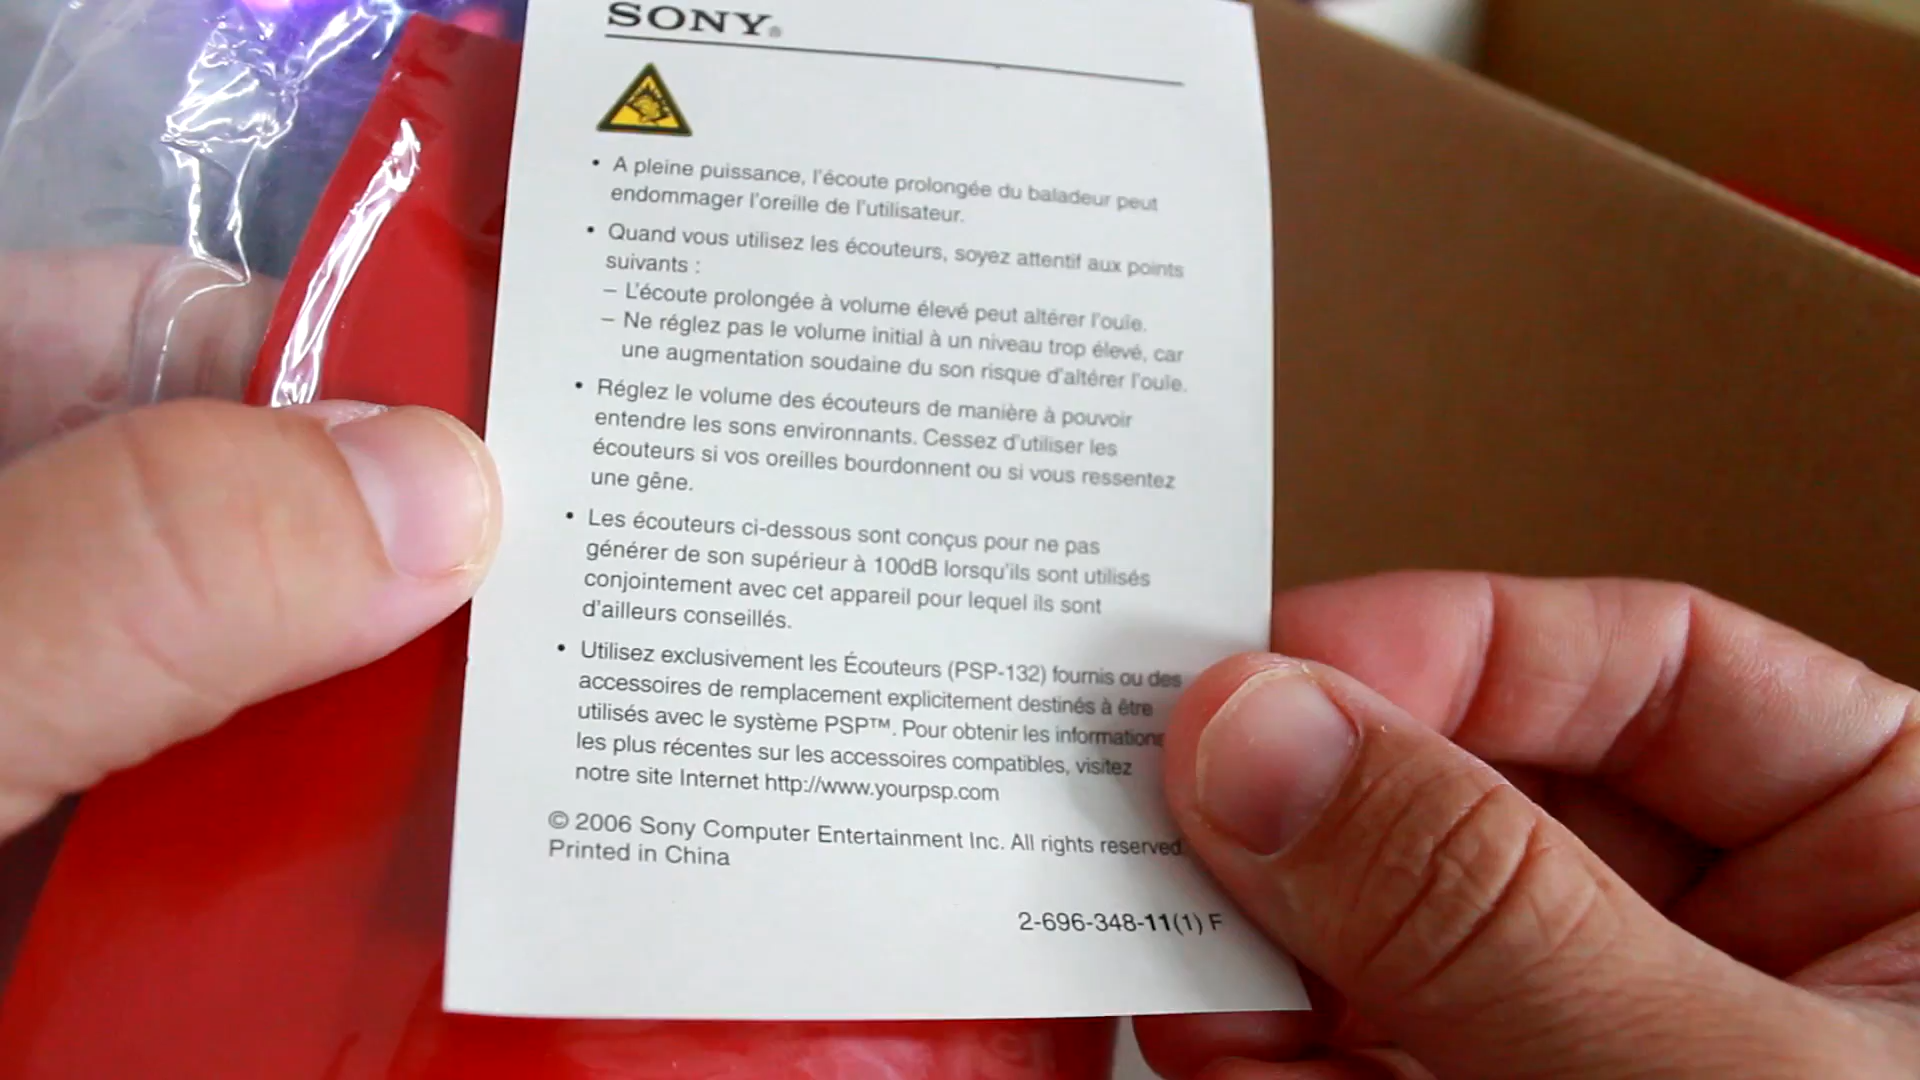 SONY®
• A pleine puissance, l'écoute prolongée du baladeur peut
endommager l'oreille de l'utilisateur.
• Quand vous utilisez les écouteurs, soyez attentif aux points
suivants :
– L'écoute prolongée à volume élevé peut altérer l'ouïe.
– Ne réglez pas le volume initial à un niveau trop élevé, car
une augmentation soudaine du son risque d'altérer l'ouïe.
• Réglez le volume des écouteurs de manière à pouvoir
entendre les sons environnants. Cessez d'utiliser les
écouteurs si vos oreilles bourdonnent ou si vous ressentez
une gêne.
• Les écouteurs ci-dessous sont conçus pour ne pas
générer de son supérieur à 100dB lorsqu'ils sont utilisés
conjointement avec cet appareil pour lequel ils sont
d'ailleurs conseillés.
• Utilisez exclusivement les Écouteurs (PSP-132) fournis ou des
accessoires de remplacement explicitement destinés à être
utilisés avec le système PSP™. Pour obtenir les informations
les plus récentes sur les accessoires compatibles, visitez
notre site Internet http://www.yourpsp.com
© 2006 Sony Computer Entertainment Inc. All rights reserved.
Printed in China
2-696-348-11(1) F